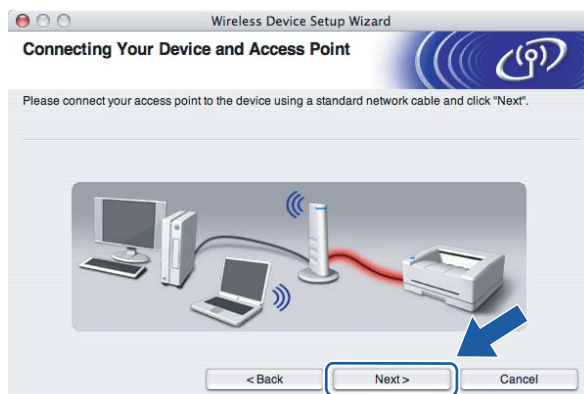 Wireless Device Setup Wizard
Connecting Your Device and Access Point
Please connect your access point to the device using a standard network cable and click "Next".
< Back Next > Cancel